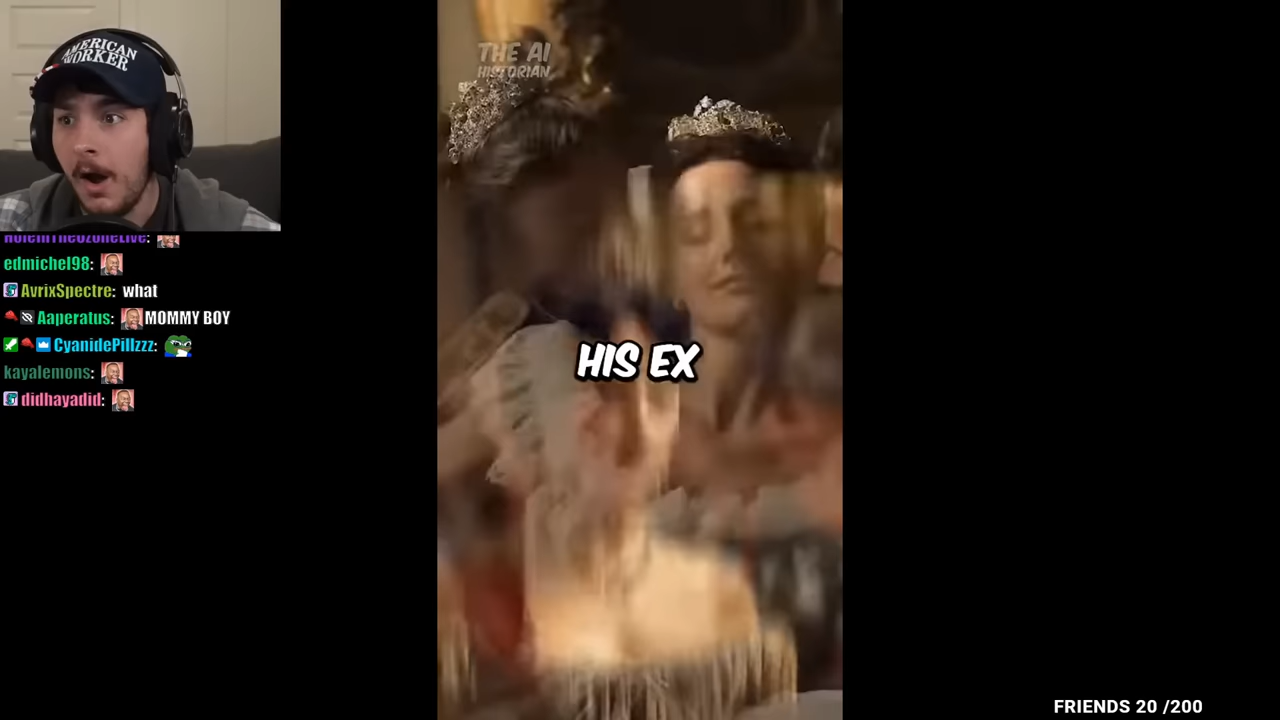 AMERICAN
WORKER
THE AI
HISTORIAN
HoleInTheOzoneLive:
edmichel98:
AvrixSpectre: what
Aaperatus: MOMMY BOY
CyanidePillzzz:
kayalemons:
didhayadid:
HIS EX
FRIENDS 20 /200